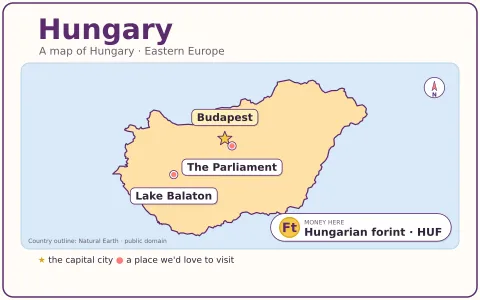 Hungary
A map of Hungary · Eastern Europe
N
Budapest
The Parliament
Lake Balaton
Ft
MONEY HERE
Hungarian forint · HUF
Country outline: Natural Earth · public domain
★ the capital city ● a place we'd love to visit